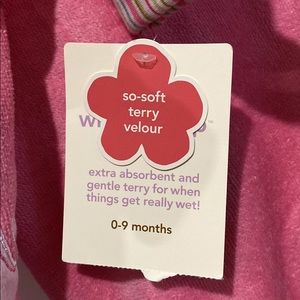 so-soft
terry
velour
extra absorbent and
gentle terry for when
things get really wet!
0-9 months